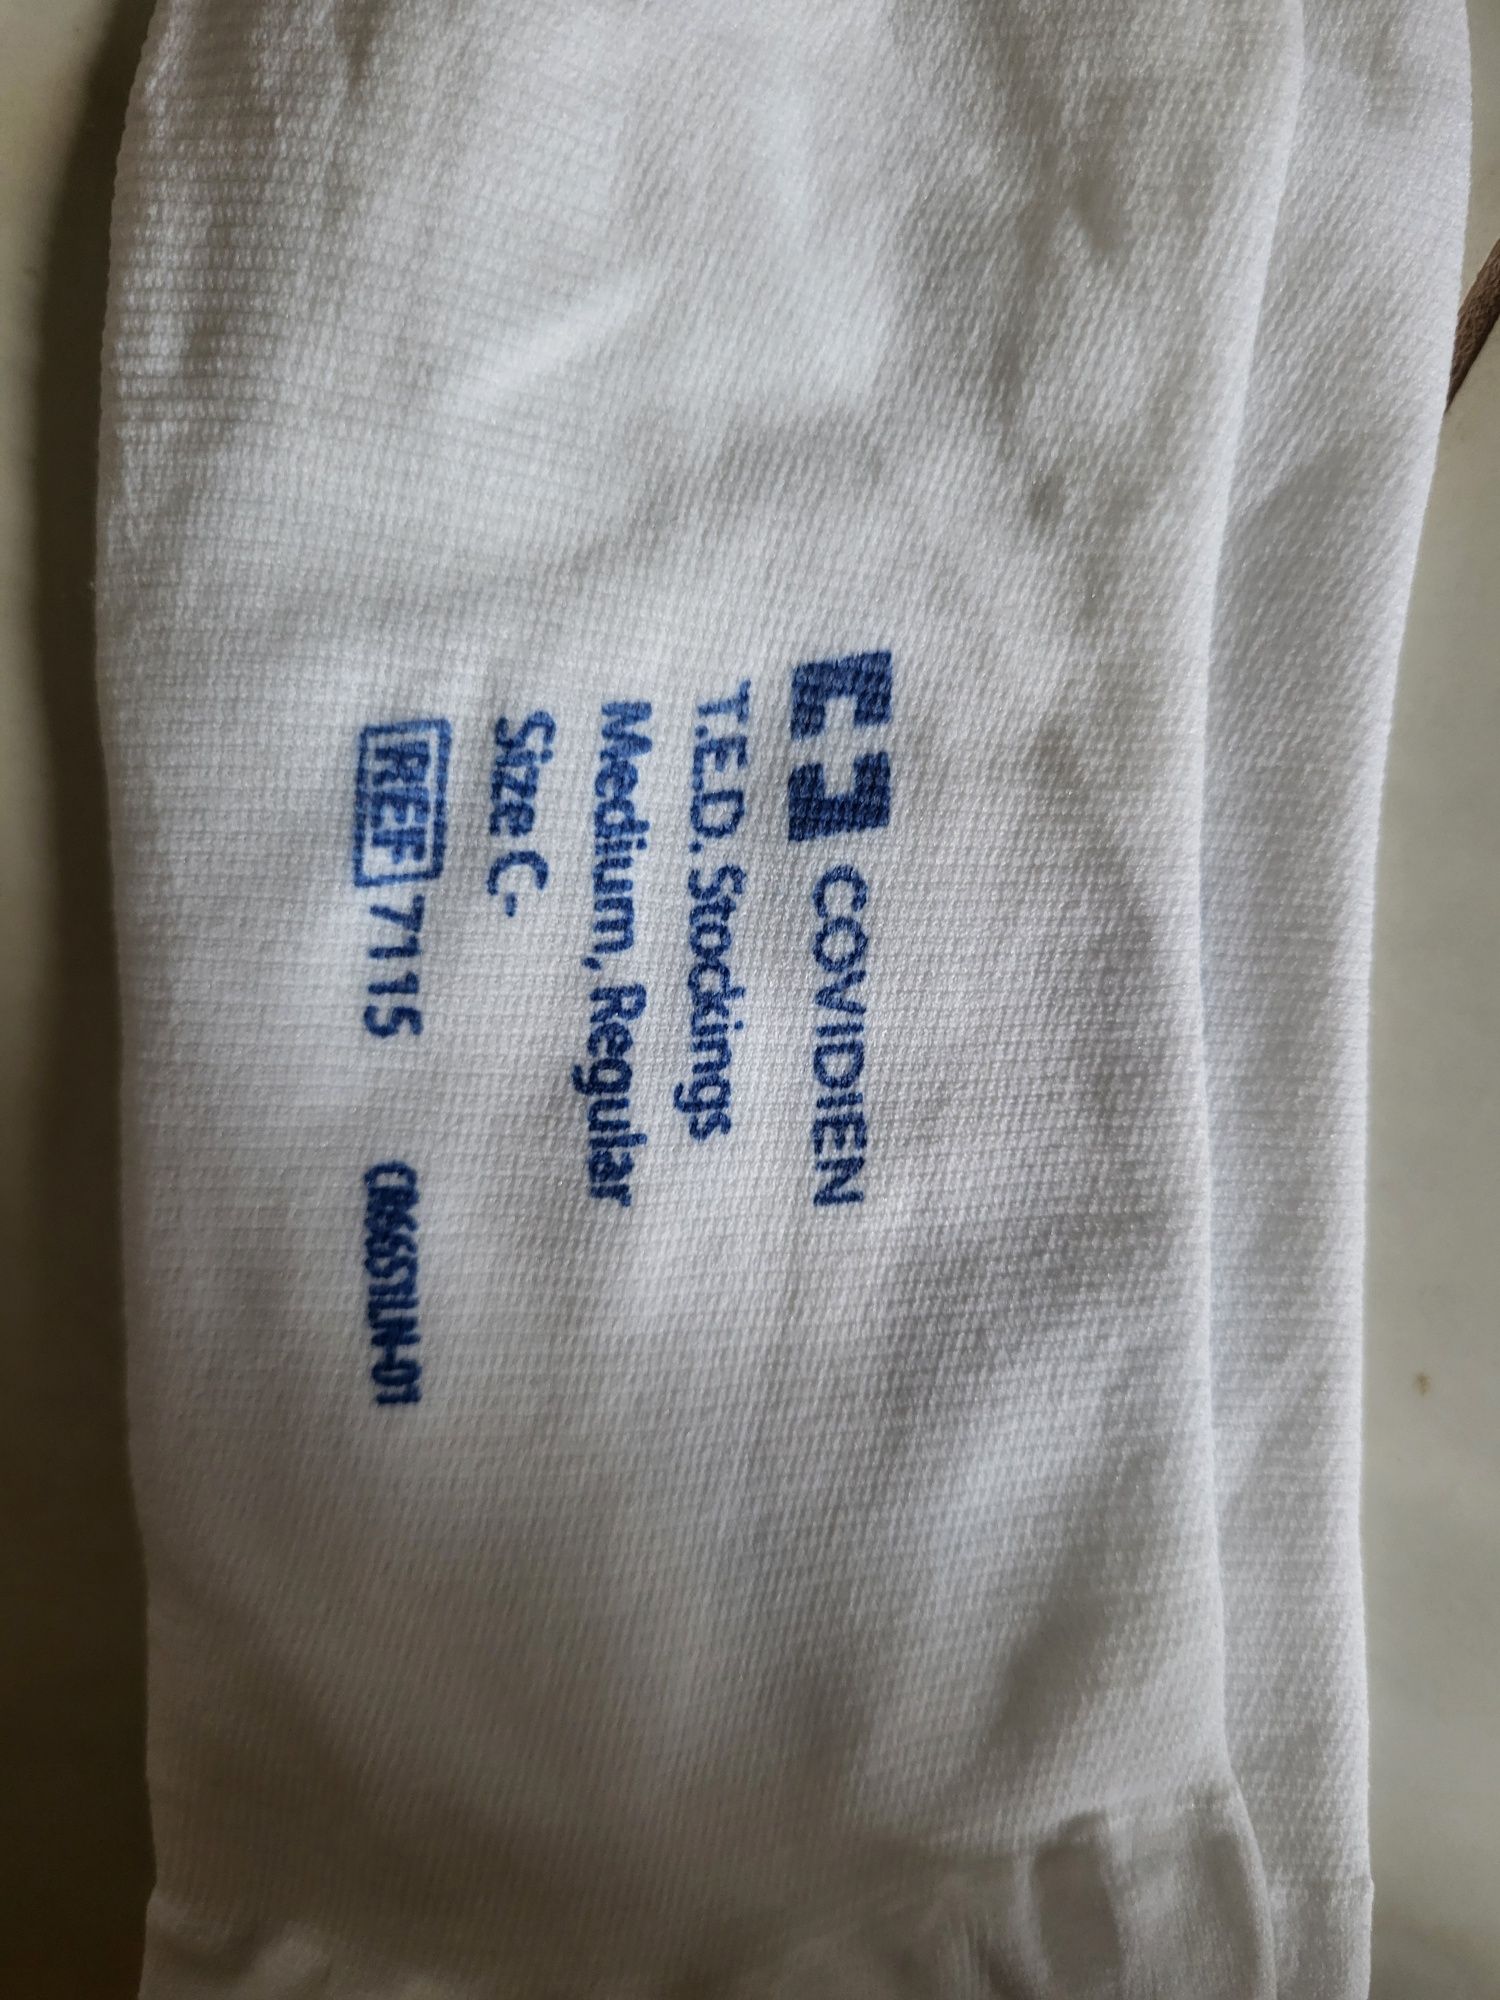 COVIDIEN
T.E.D. Stockings
Medium, Regular
Size C-
REF 7115